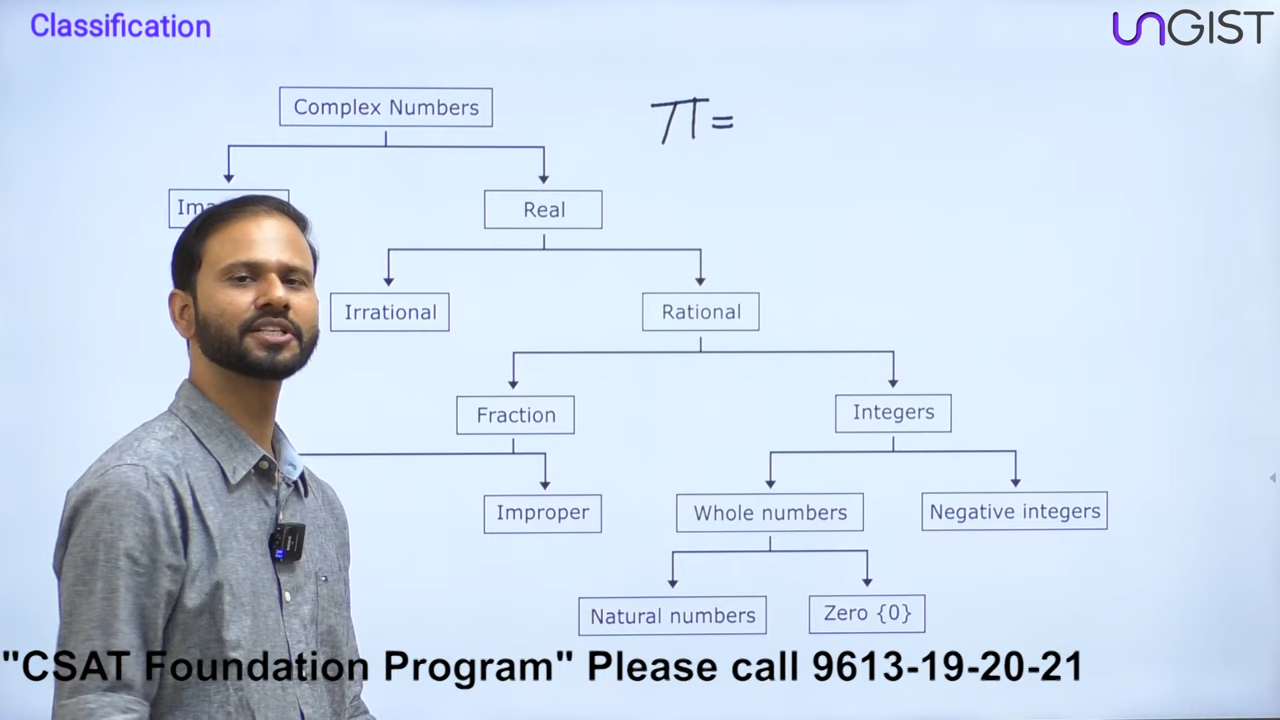 Classification
UNGIST
Complex Numbers
π=
Real
Irrational
Rational
Fraction
Integers
Improper
Whole numbers
Negative integers
Natural numbers
Zero {0}
"CSAT Foundation Program" Please call 9613-19-20-21